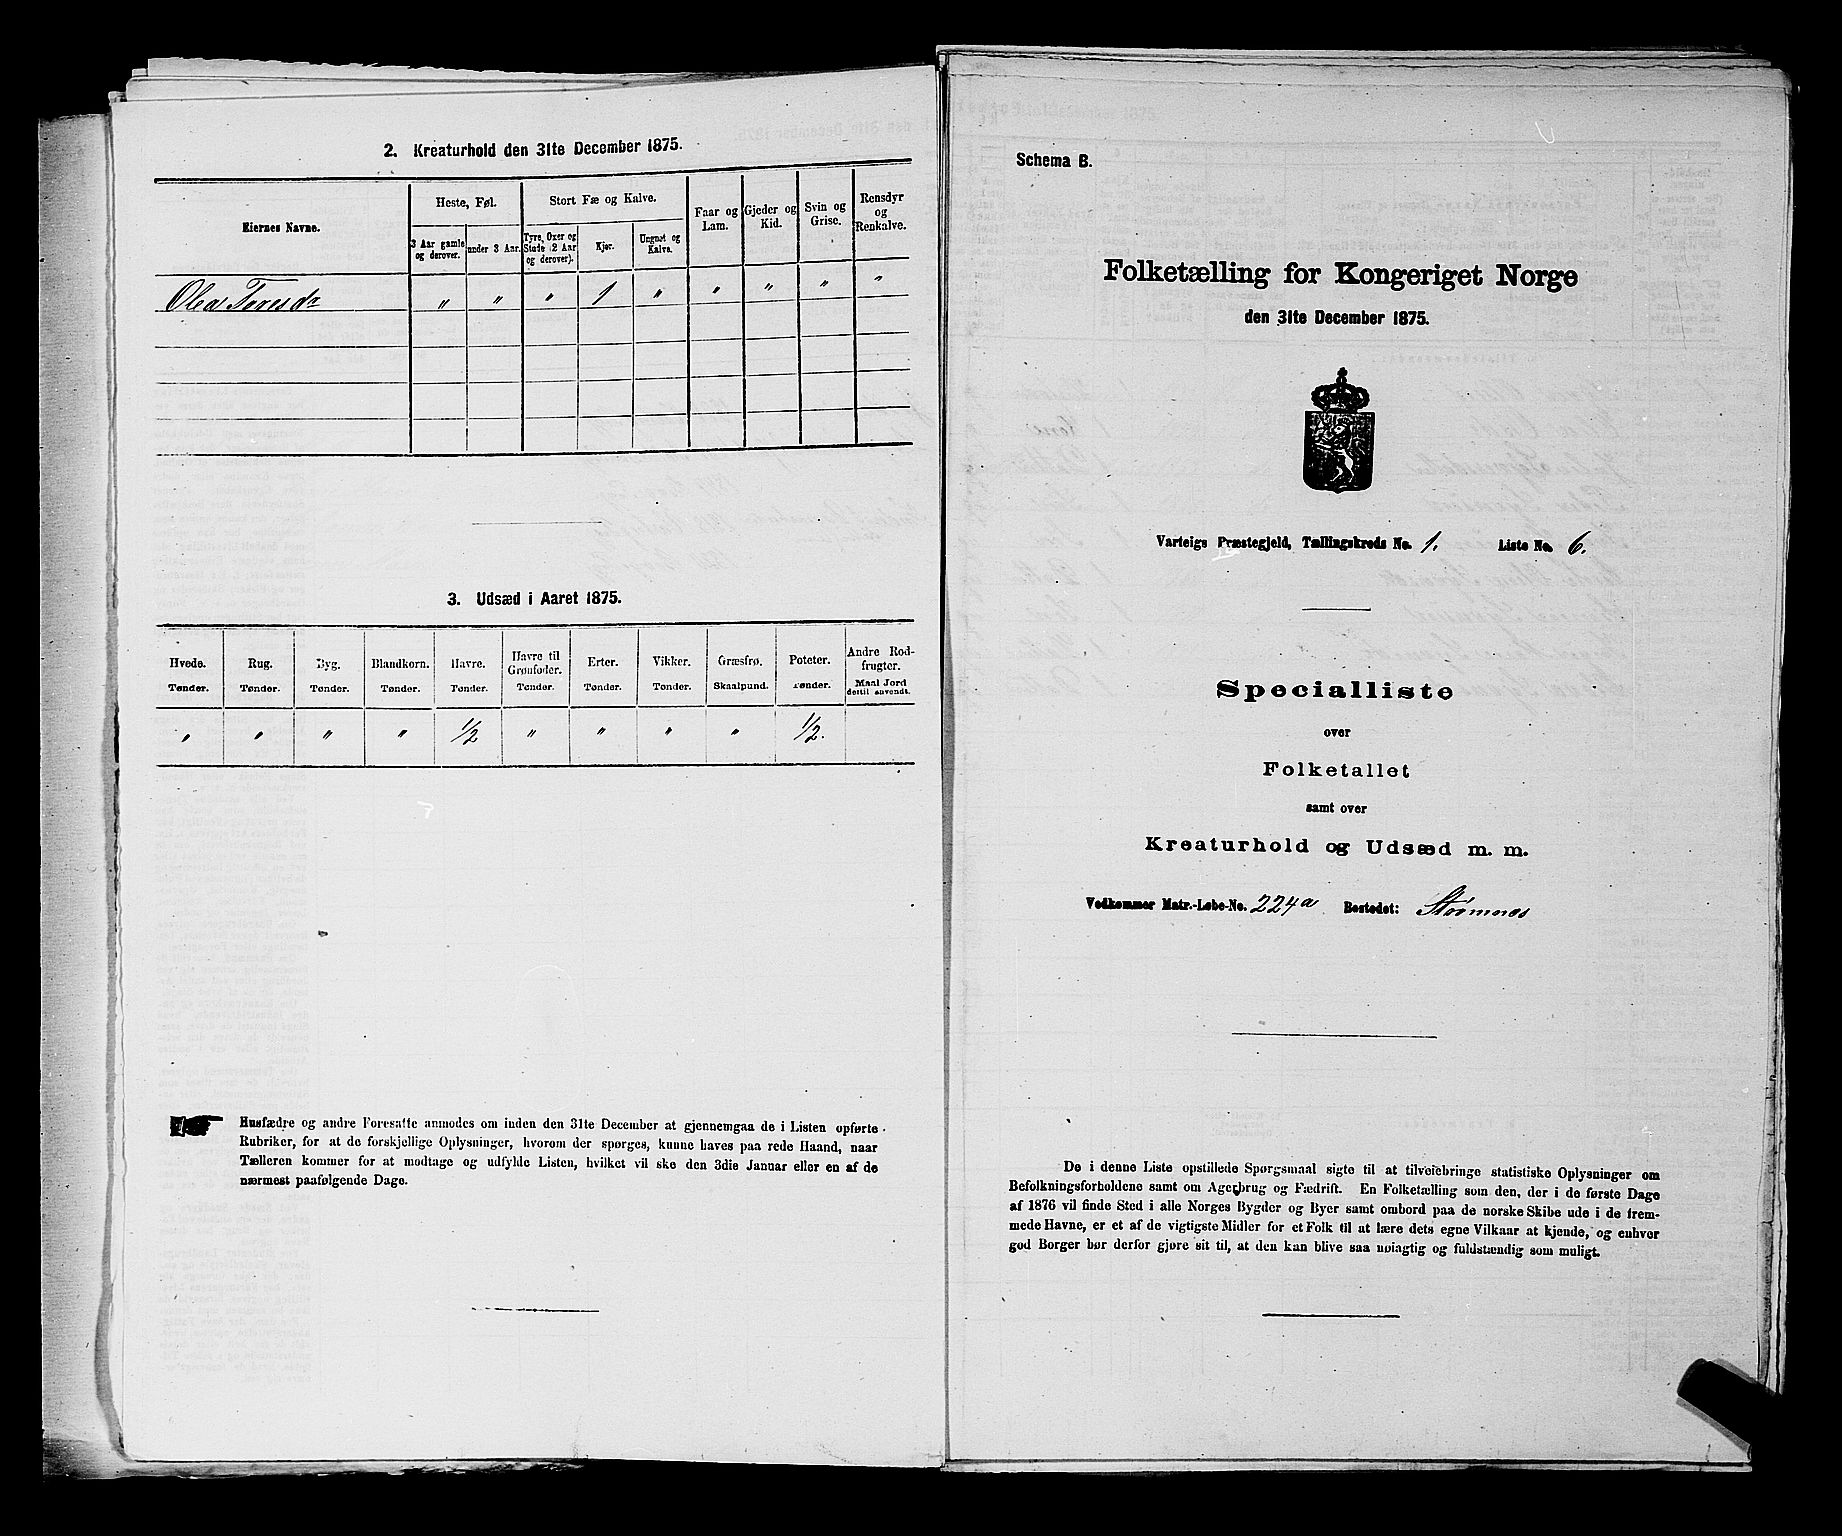 2. Kreaturhold den 31te December 1875.
Eiernes Navne.
Heste, Føl.
Stort Fæ og Kalve.
Faar og Lam.
Gjeder og Kid.
Svin og Grise.
Rensdyr og Renkalve.
3 Aar gamle og derover.
under 3 Aar.
Tyre, Oxer og Stude (2 Aar og derover).
Kjør.
Ungnøt og Kalve.
Olea Toresdr " " " 1 " " " " "
3. Udsæd i Aaret 1875.
Hvede. Rug. Byg. Blandkorn. Havre. Havre til Grønfoder. Erter. Vikker. Græsfrø. Poteter. Andre Rodfrugter.
Tønder. Tønder. Tønder. Tønder. Tønder. Tønder. Tønder. Tønder. Skaalpund. Tønder. Maal Jord dertil anvendt.
" " " " 1/2 " " " " 1/2.
Husfædre og andre Foresatte anmodes om inden den 31te December at gjennemgaa de i Listen opførte
Rubriker, for at de forskjellige Oplysninger, hvorom der spørges, kunne haves paa rede Haand, naar
Tælleren kommer for at modtage og udfylde Listen, hvilket vil ske den 3die Januar eller en af de
nærmest paafølgende Dage.
Schema B.
Folketælling for Kongeriget Norge
den 31te December 1875.
Varteigs Præstegjeld, Tællingskreds No. 1. Liste No. 6.
Specialliste
over
Folketallet
samt over
Kreaturhold og Udsæd m. m.
Vedkommer Matr.-Løbe-No. 224a Bostedet: Strømnes
De i denne Liste opstillede Spørgsmaal sigte til at tilveiebringe statistiske Oplysninger om
Befolkningsforholdene samt om Agerbrug og Fædrift. En Folketælling som den, der i de første Dage
af 1876 vil finde Sted i alle Norges Bygder og Byer samt ombord paa de norske Skibe ude i de frem-
mede Havne, er et af de vigtigste Midler for et Folk til at lære dets egne Vilkaar at kjende, og enhver
god Borger bør derfor gjøre sit til, at den kan blive saa nøiagtig og fuldstændig som muligt.